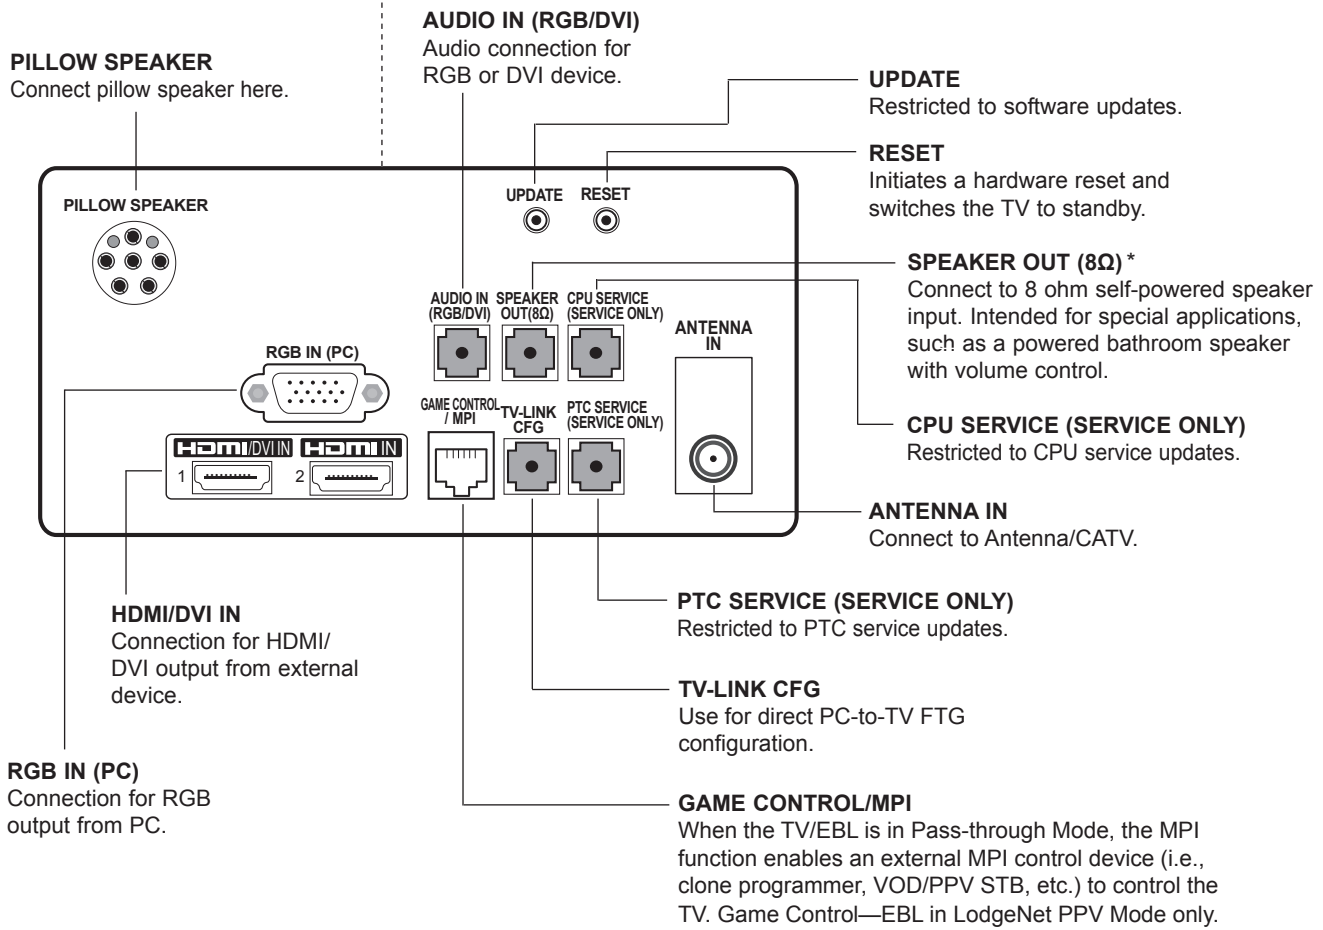 AUDIO IN (RGB/DVI)
Audio connection for
RGB or DVI device.
PILLOW SPEAKER
Connect pillow speaker here.
UPDATE
Restricted to software updates.
RESET
Initiates a hardware reset and
switches the TV to standby.
SPEAKER OUT (8Ω) *
Connect to 8 ohm self-powered speaker
input. Intended for special applications,
such as a powered bathroom speaker
with volume control.
CPU SERVICE (SERVICE ONLY)
Restricted to CPU service updates.
ANTENNA IN
Connect to Antenna/CATV.
PILLOW SPEAKER
UPDATE
RESET
AUDIO IN
(RGB/DVI)
SPEAKER
OUT(8Ω)
CPU SERVICE
(SERVICE ONLY)
ANTENNA
IN
RGB IN (PC)
GAME CONTROL
/ MPI
TV-LINK
CFG
PTC SERVICE
(SERVICE ONLY)
HDMI/DVI IN
HDMI IN
1
2
HDMI/DVI IN
Connection for HDMI/
DVI output from external
device.
RGB IN (PC)
Connection for RGB
output from PC.
PTC SERVICE (SERVICE ONLY)
Restricted to PTC service updates.
TV-LINK CFG
Use for direct PC-to-TV FTG
configuration.
GAME CONTROL/MPI
When the TV/EBL is in Pass-through Mode, the MPI
function enables an external MPI control device (i.e.,
clone programmer, VOD/PPV STB, etc.) to control the
TV. Game Control—EBL in LodgeNet PPV Mode only.